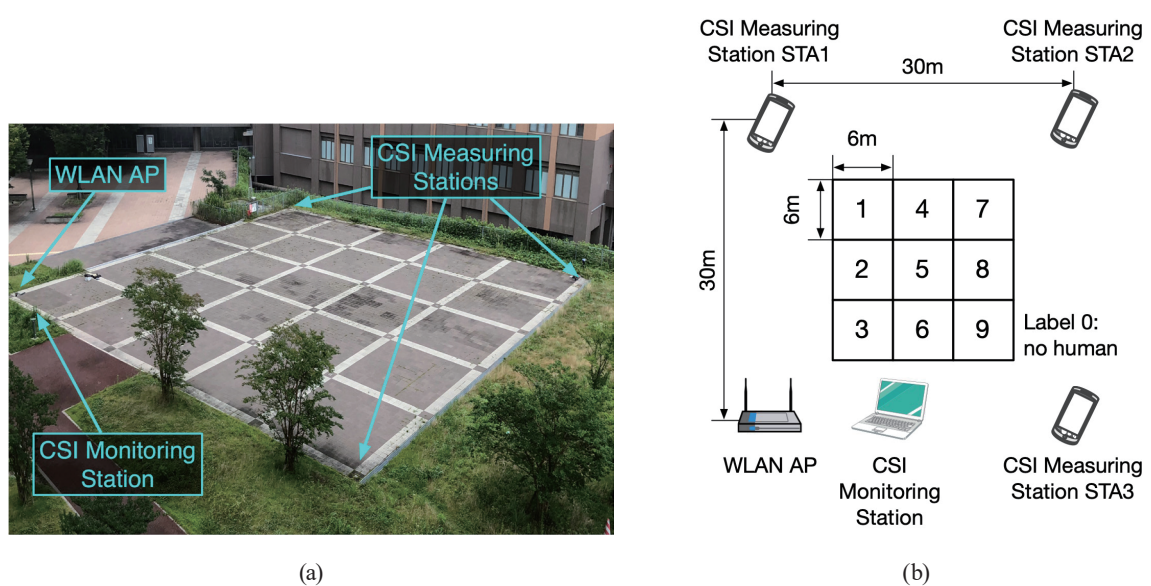 WLAN AP
CSI Measuring
Stations
CSI Monitoring
Station
(a)
CSI Measuring
Station STA1
CSI Measuring
Station STA2
30m
30m
6m
6m
1 4 7
2 5 8
3 6 9
Label 0:
no human
WLAN AP
CSI
Monitoring
Station
CSI Measuring
Station STA3
(b)